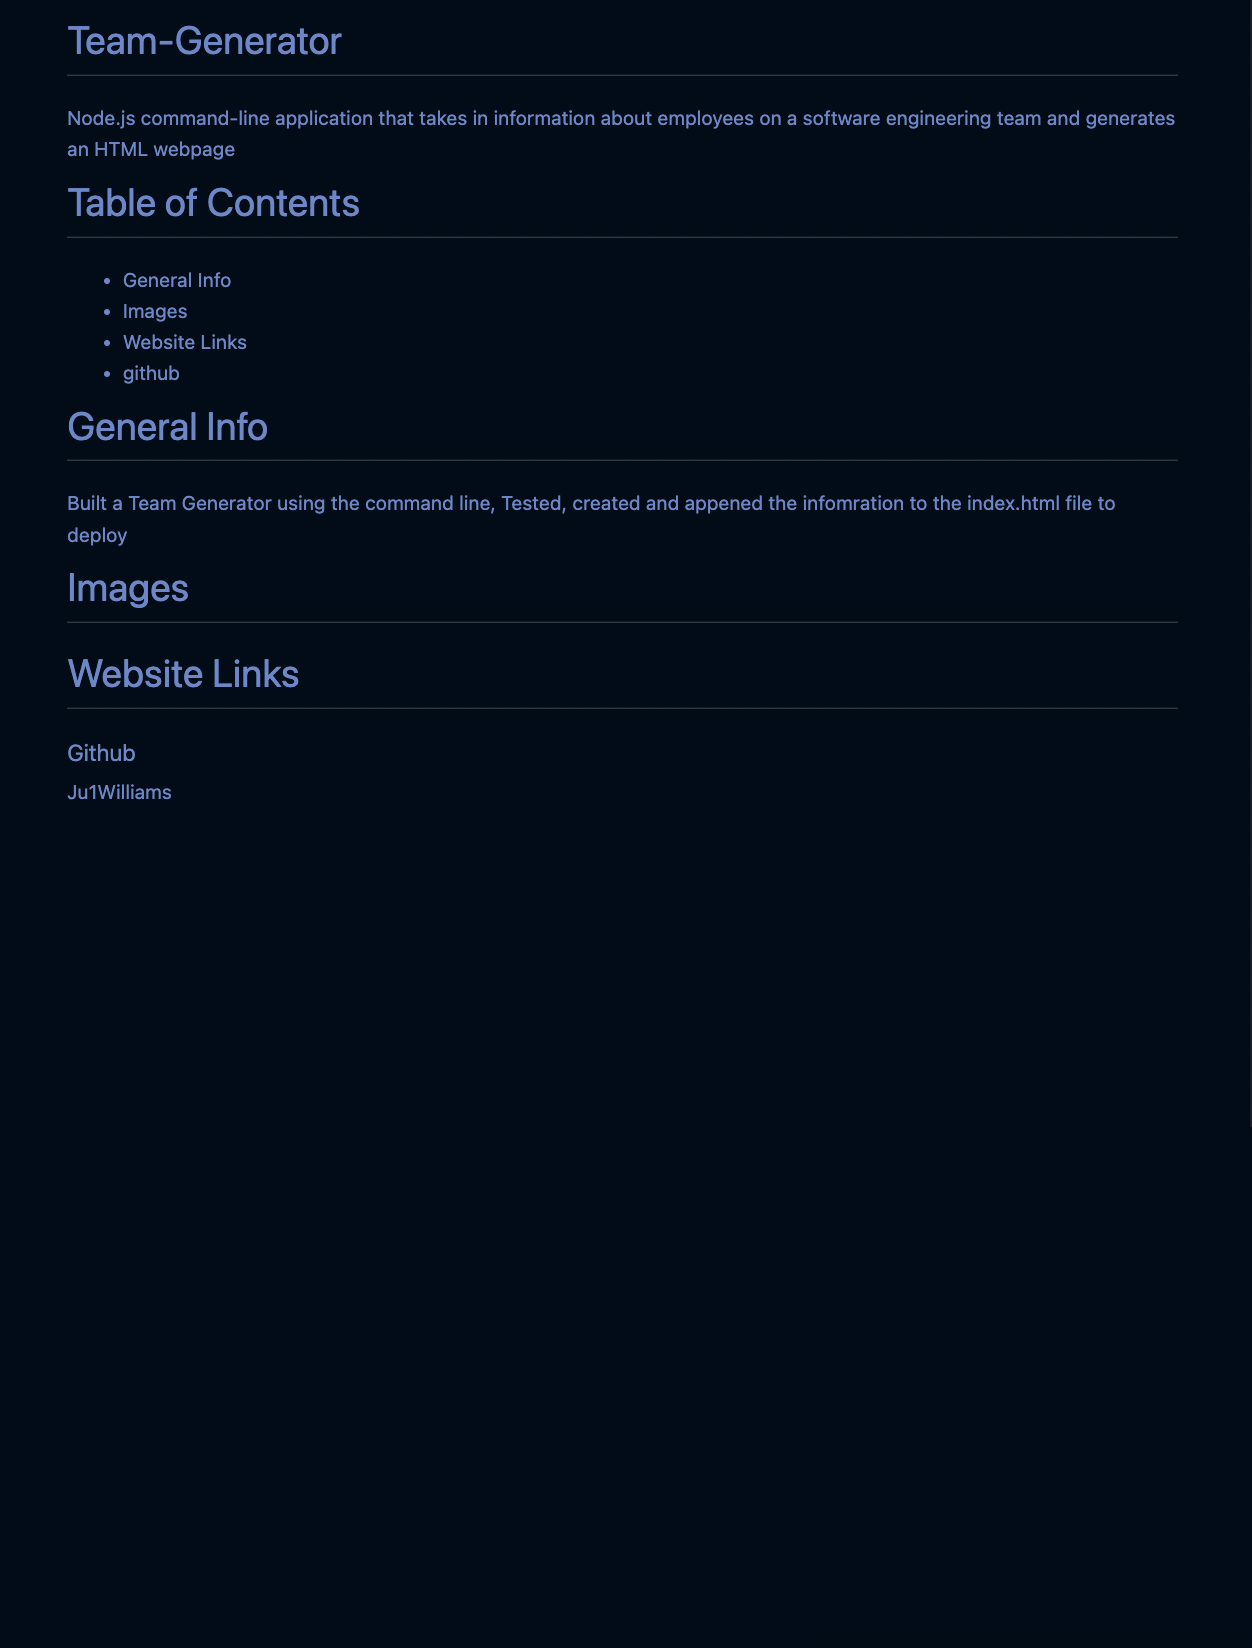 Team-Generator
Node.js command-line application that takes in information about employees on a software engineering team and generates
an HTML webpage
Table of Contents
• General Info
• Images
• Website Links
• github
General Info
Built a Team Generator using the command line, Tested, created and appened the infomration to the index.html file to
deploy
Images
Website Links
Github
Ju1Williams